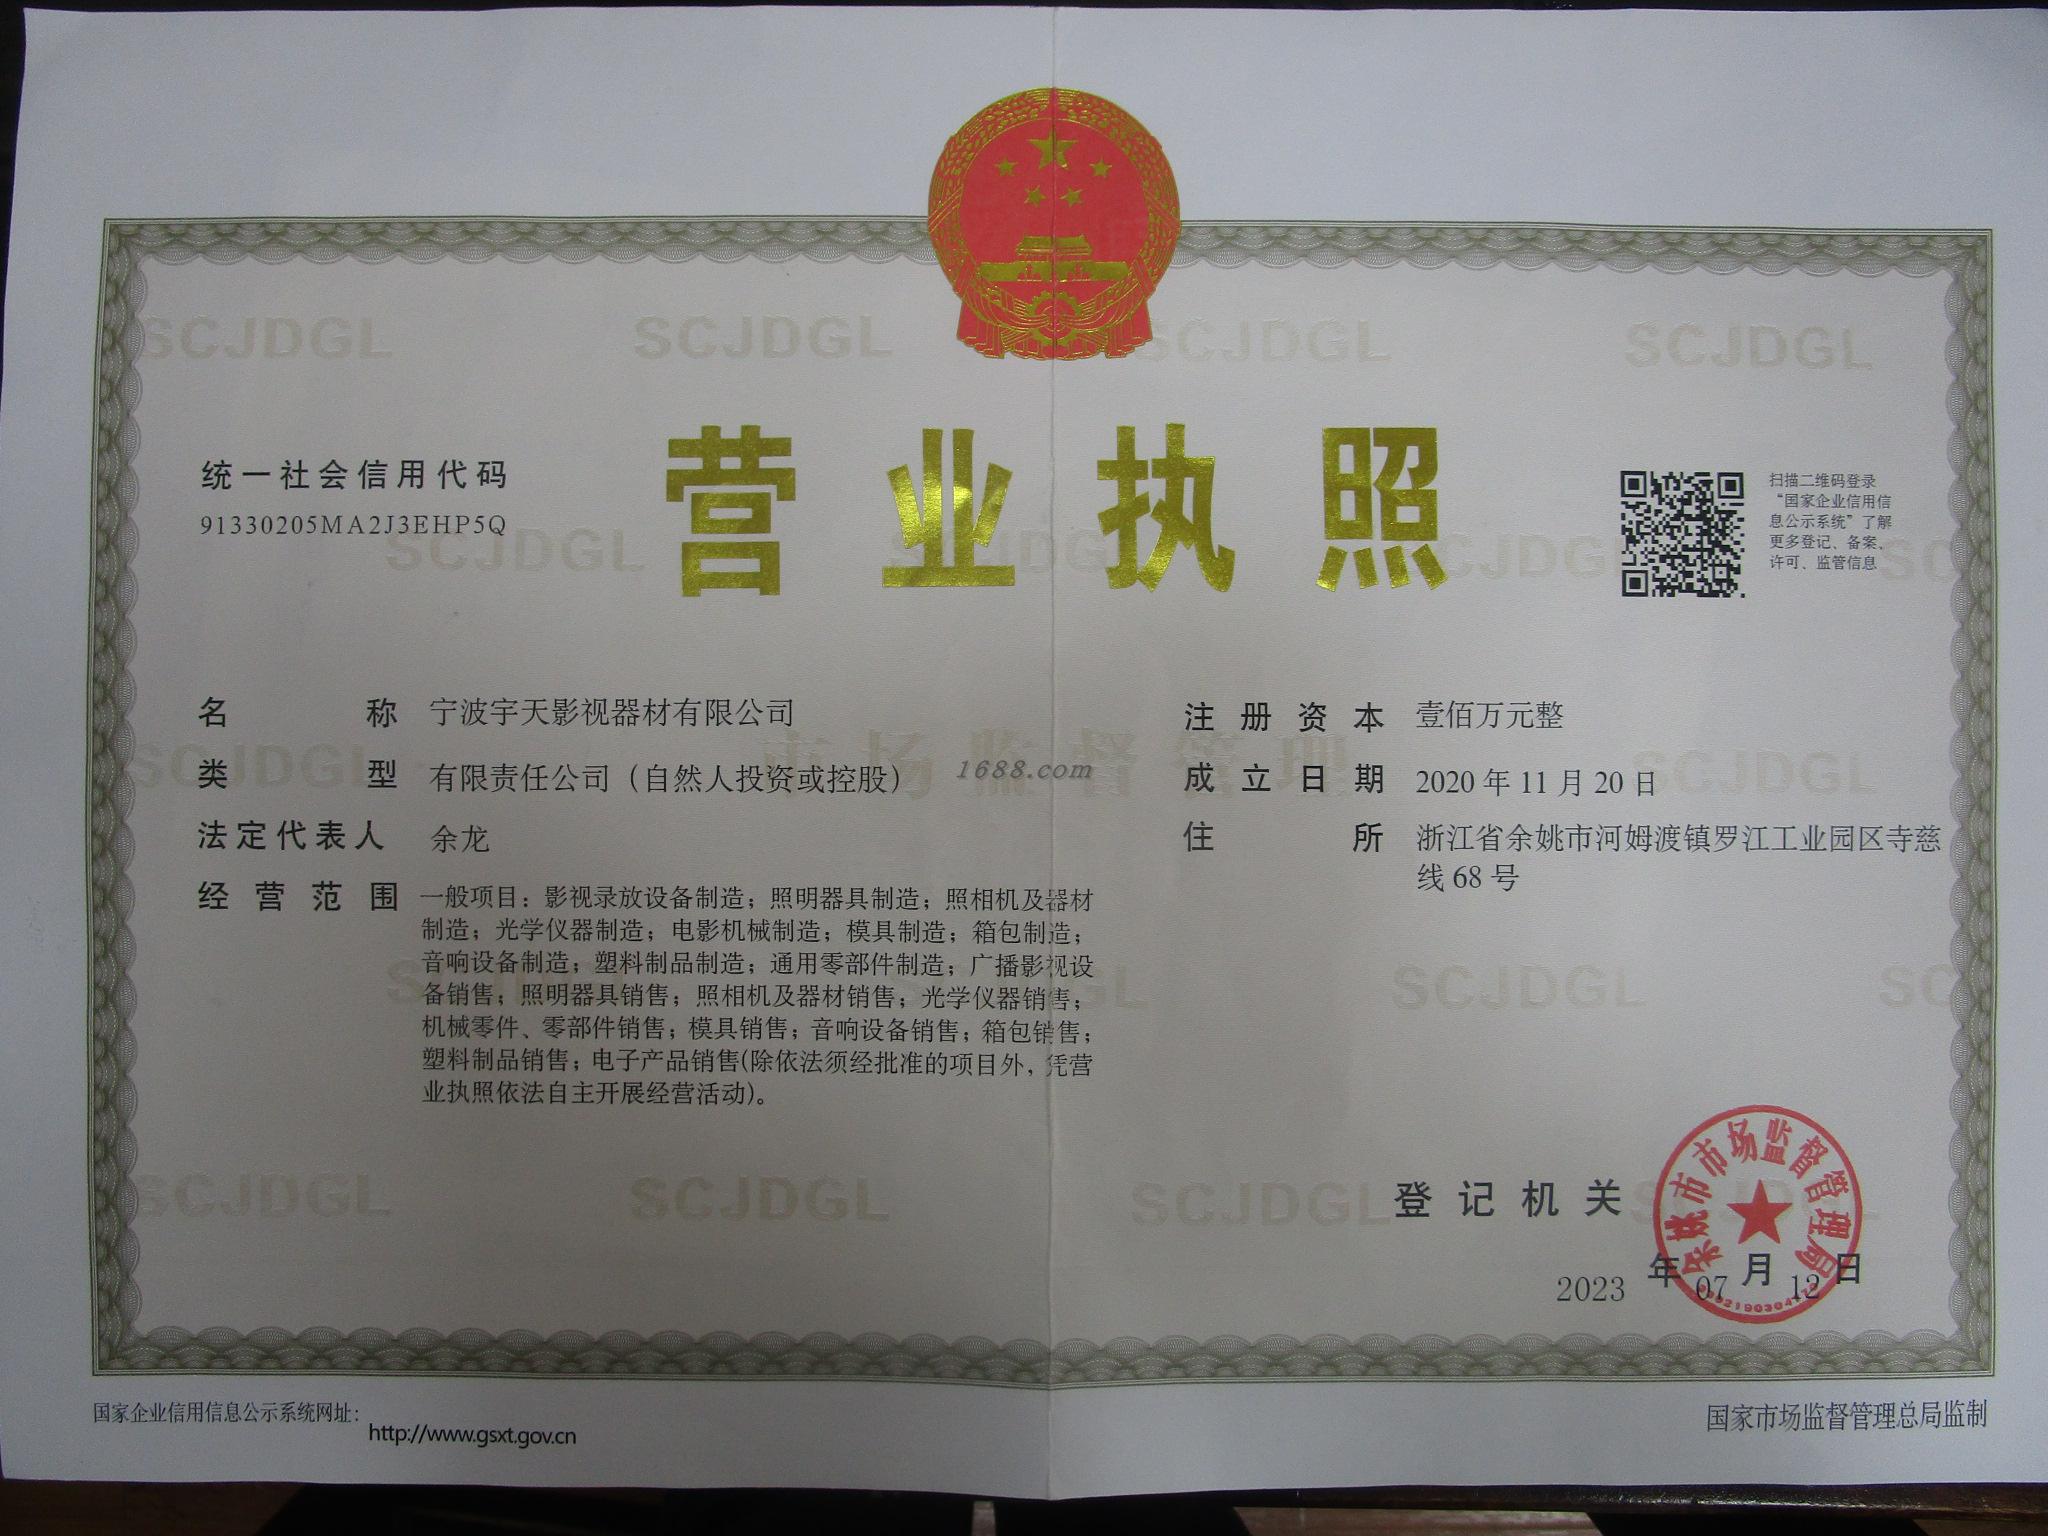 营业执照
统一社会信用代码
91330205MA2J3EHP5Q
扫描二维码登录
“国家企业信用信
息公示系统”了解
更多登记、备案、
许可、监管信息
名称 宁波宇天影视器材有限公司
类型 有限责任公司（自然人投资或控股）
法定代表人 余龙
经营范围 一般项目：影视录放设备制造；照明器具制造；照相机及器材
制造；光学仪器制造；电影机械制造；模具制造；箱包制造；
音响设备制造；塑料制品制造；通用零部件制造；广播影视设
备销售；照明器具销售；照相机及器材销售；光学仪器销售；
机械零件、零部件销售；模具销售；音响设备销售；箱包销售；
塑料制品销售；电子产品销售(除依法须经批准的项目外，凭营
业执照依法自主开展经营活动)。
注册资本 壹佰万元整
成立日期 2020年11月20日
住所 浙江省余姚市河姆渡镇罗江工业园区寺慈
线68号
1688.com
市场监督管理
SCJDGL
登记机关
余姚市市场监督管理局
2023年07月12日
国家企业信用信息公示系统网址：
http://www.gsxt.gov.cn
国家市场监督管理总局监制